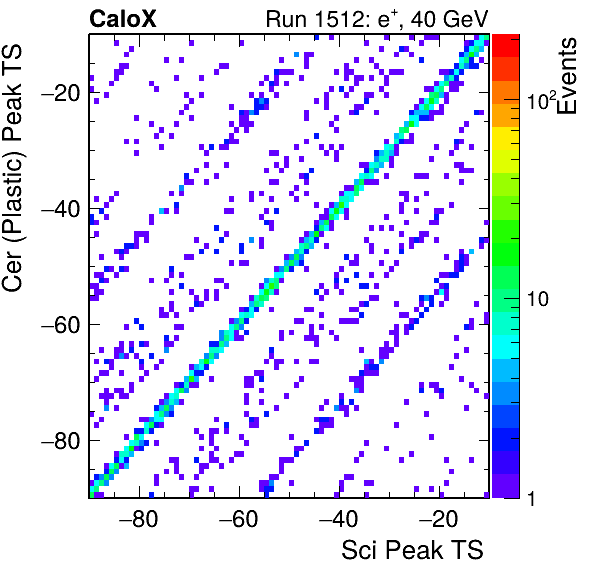 CaloX Run 1512: e⁺, 40 GeV
Cer (Plastic) Peak TS
−20
−40
−60
−80
−80 −60 −40 −20
Sci Peak TS
Events
10²
10
1